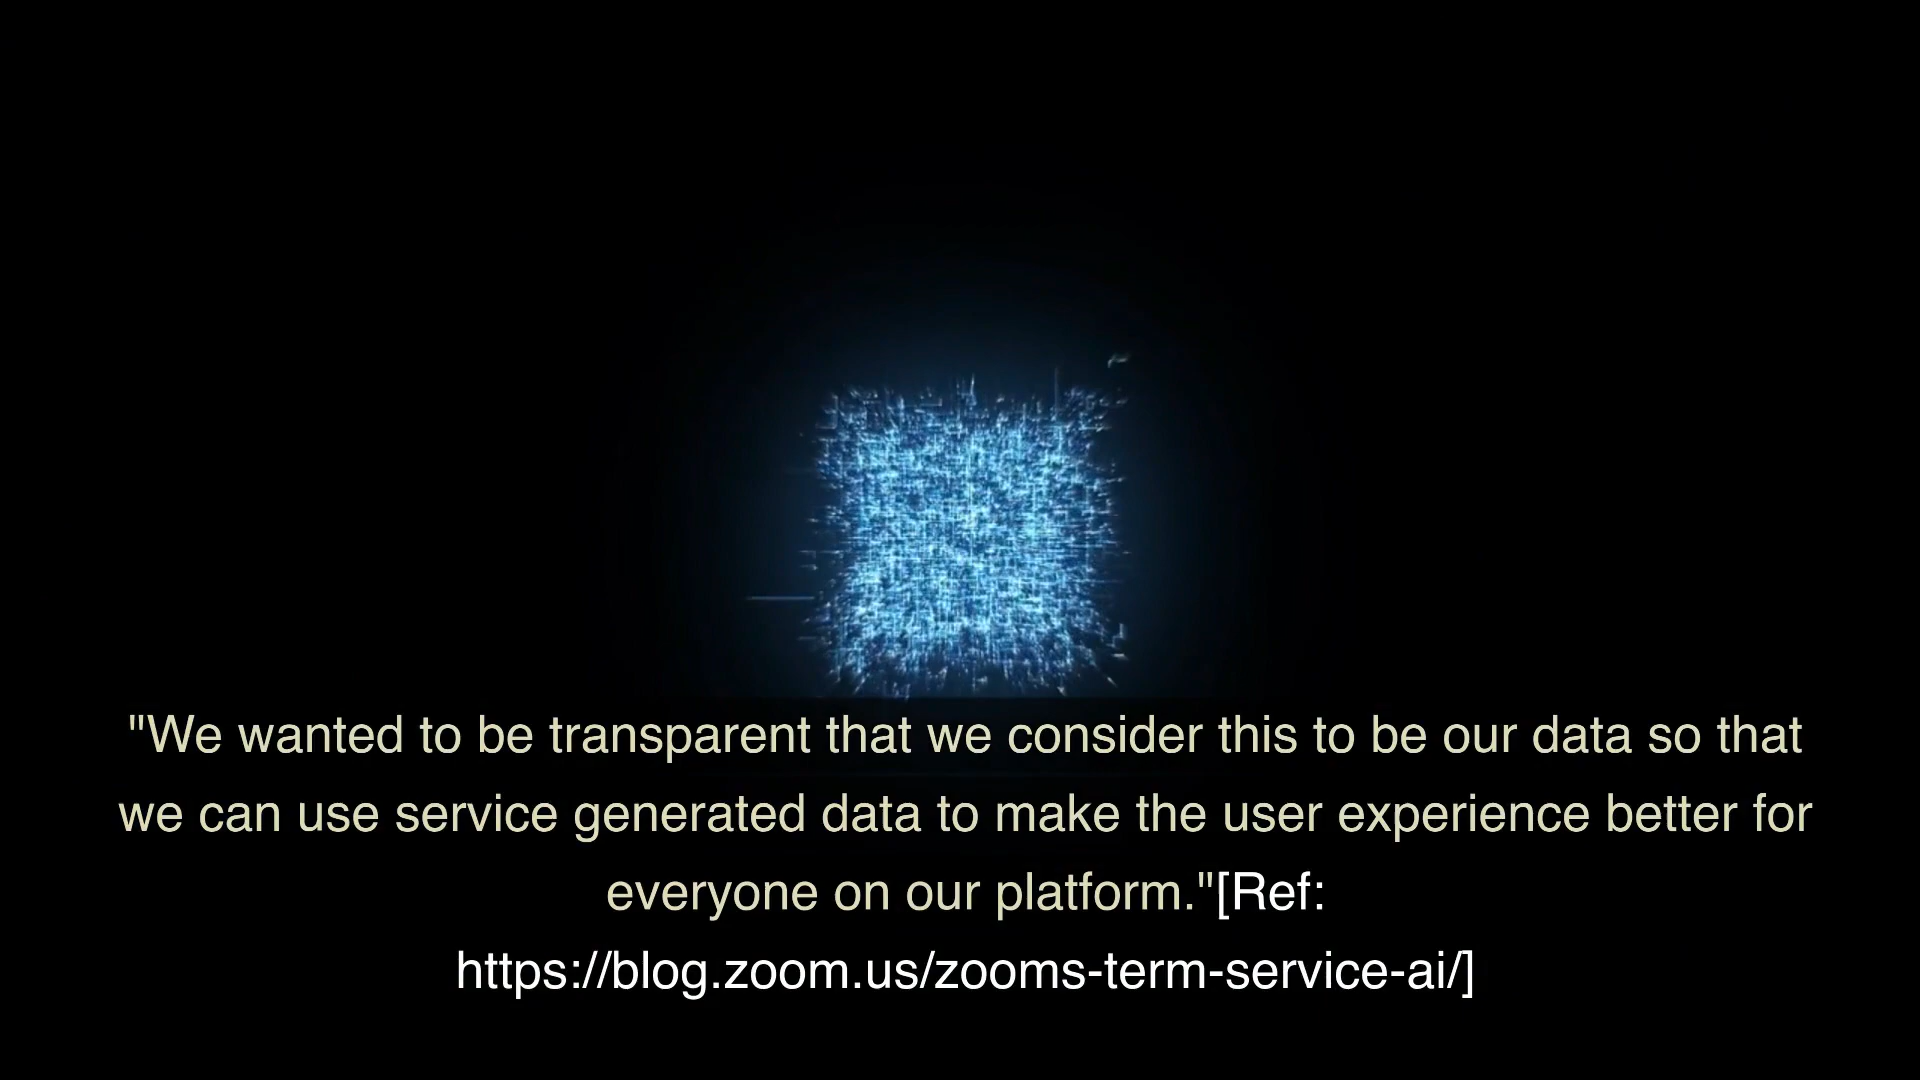 "We wanted to be transparent that we consider this to be our data so that
we can use service generated data to make the user experience better for
everyone on our platform."[Ref:
https://blog.zoom.us/zooms-term-service-ai/]